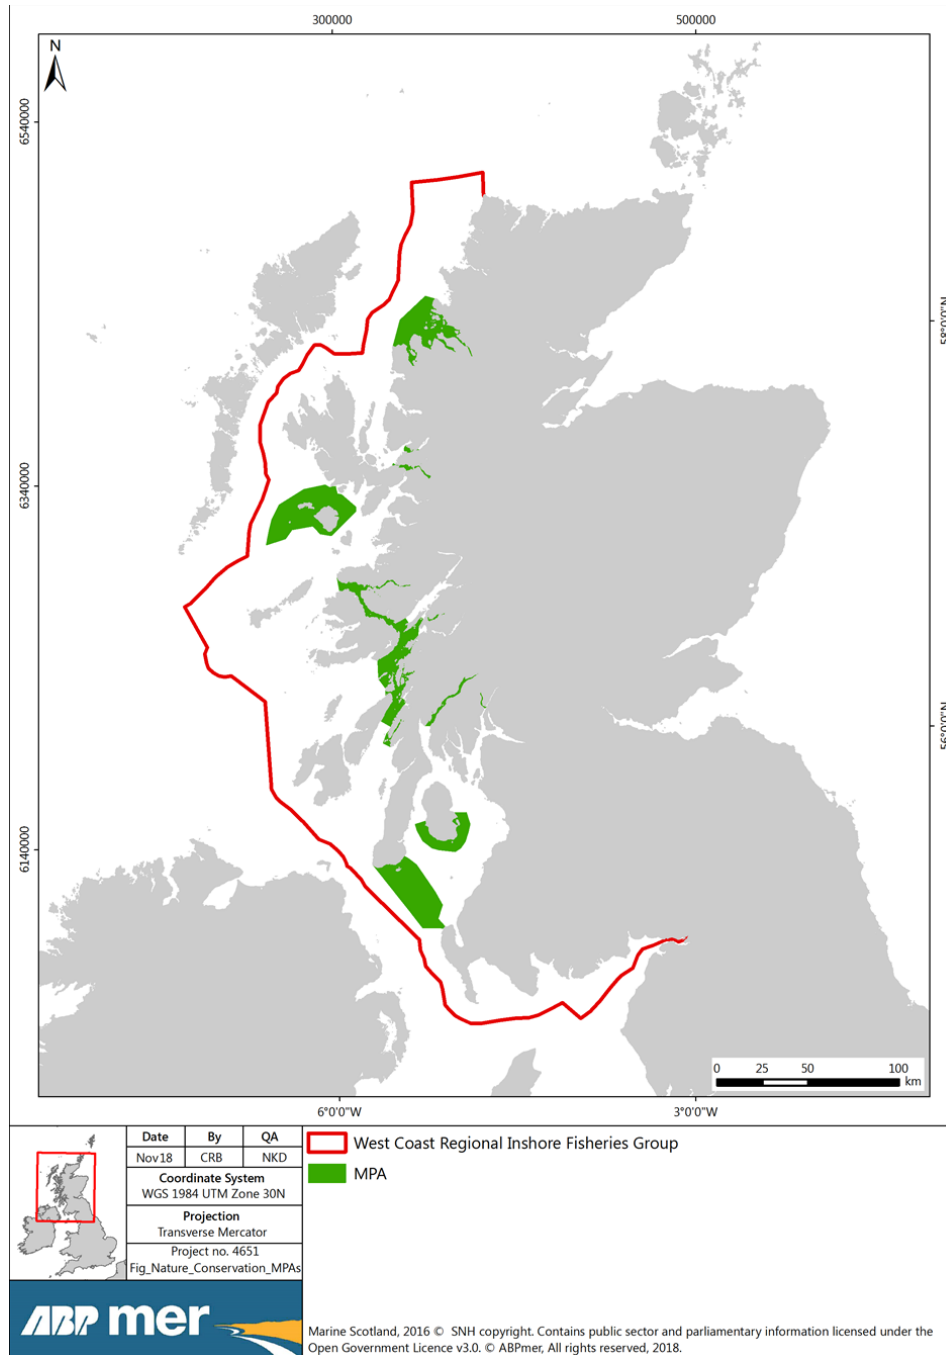 300000
500000
N
6540000
58°0'0"N
6340000
56°0'0"N
6140000
0 25 50 100
km
6°0'0"W
3°0'0"W
Date By QA
Nov18 CRB NKD
Coordinate System
WGS 1984 UTM Zone 30N
Projection
Transverse Mercator
Project no. 4651
Fig_Nature_Conservation_MPAs
West Coast Regional Inshore Fisheries Group
MPA
ABP mer
Marine Scotland, 2016 © SNH copyright. Contains public sector and parliamentary information licensed under the
Open Government Licence v3.0. © ABPmer, All rights reserved, 2018.